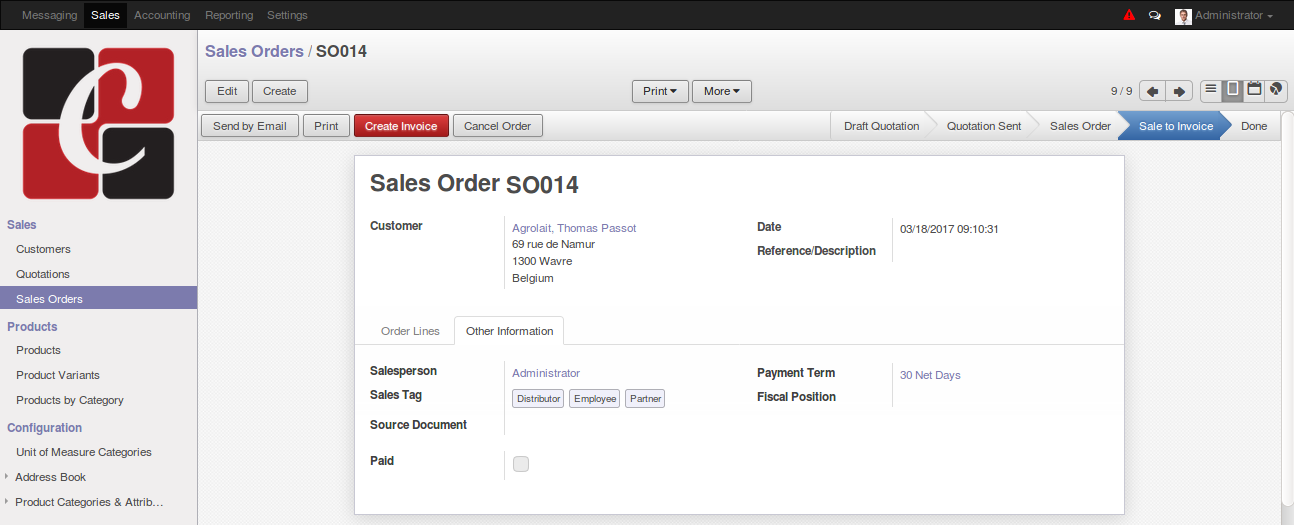 Messaging Sales Accounting Reporting Settings Administrator
C
Sales Orders / SO014
Edit Create Print More 9 / 9
Send by Email Print Create Invoice Cancel Order Draft Quotation Quotation Sent Sales Order Sale to Invoice Done
Sales
Customers
Quotations
Sales Orders
Products
Products
Product Variants
Products by Category
Configuration
Unit of Measure Categories
Address Book
Product Categories & Attrib…
Sales Order SO014
Customer Agrolait, Thomas Passot
69 rue de Namur
1300 Wavre
Belgium
Date 03/18/2017 09:10:31
Reference/Description
Order Lines Other Information
Salesperson Administrator
Sales Tag Distributor Employee Partner
Source Document
Paid
Payment Term 30 Net Days
Fiscal Position